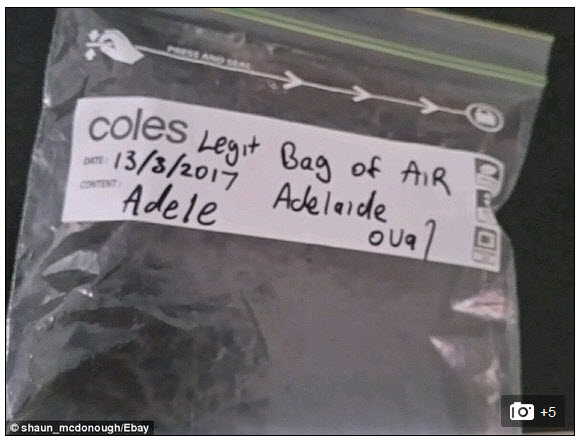 PRESS AND SEAL
coles Legit Bag of AiR
DATE: 13/3/2017 Adelaide
CONTENT: Adele Oval
+5
© shaun_mcdonough/Ebay